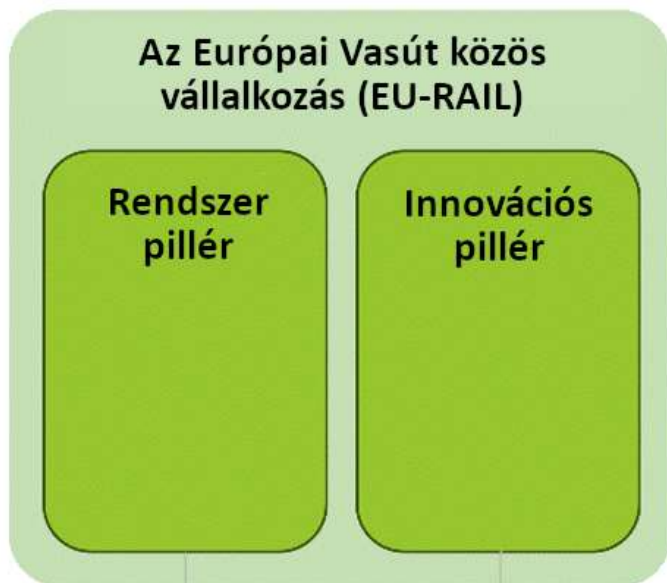 Az Európai Vasút közös
vállalkozás (EU-RAIL)
Rendszer
pillér
Innovációs
pillér